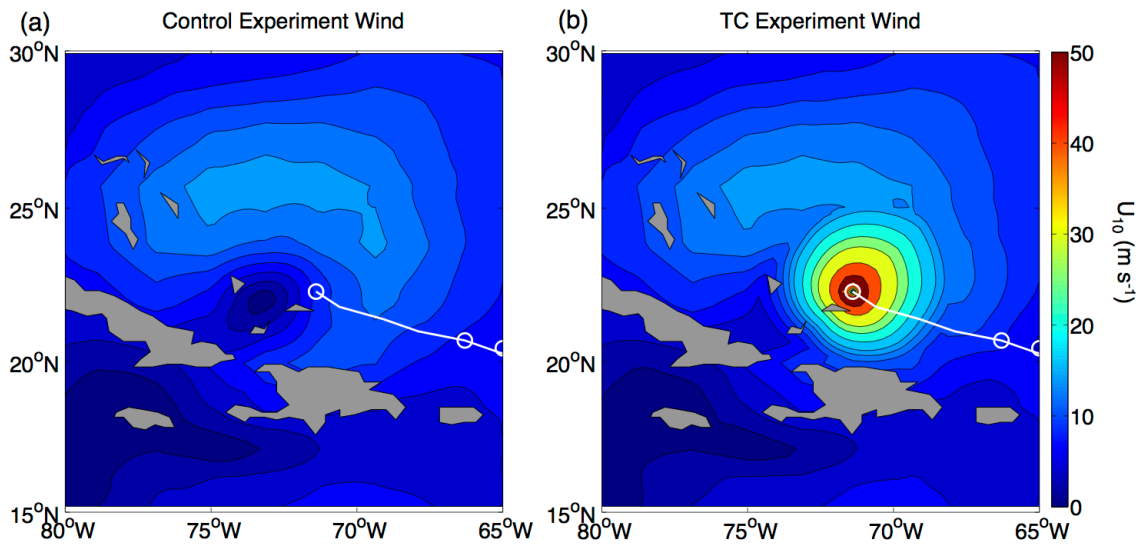 (a) Control Experiment Wind
(b) TC Experiment Wind
30°N
25°N
20°N
15°N
80°W 75°W 70°W 65°W
30°N
25°N
20°N
15°N
80°W 75°W 70°W 65°W
50
40
30
20
10
0
U10 (m s-1)